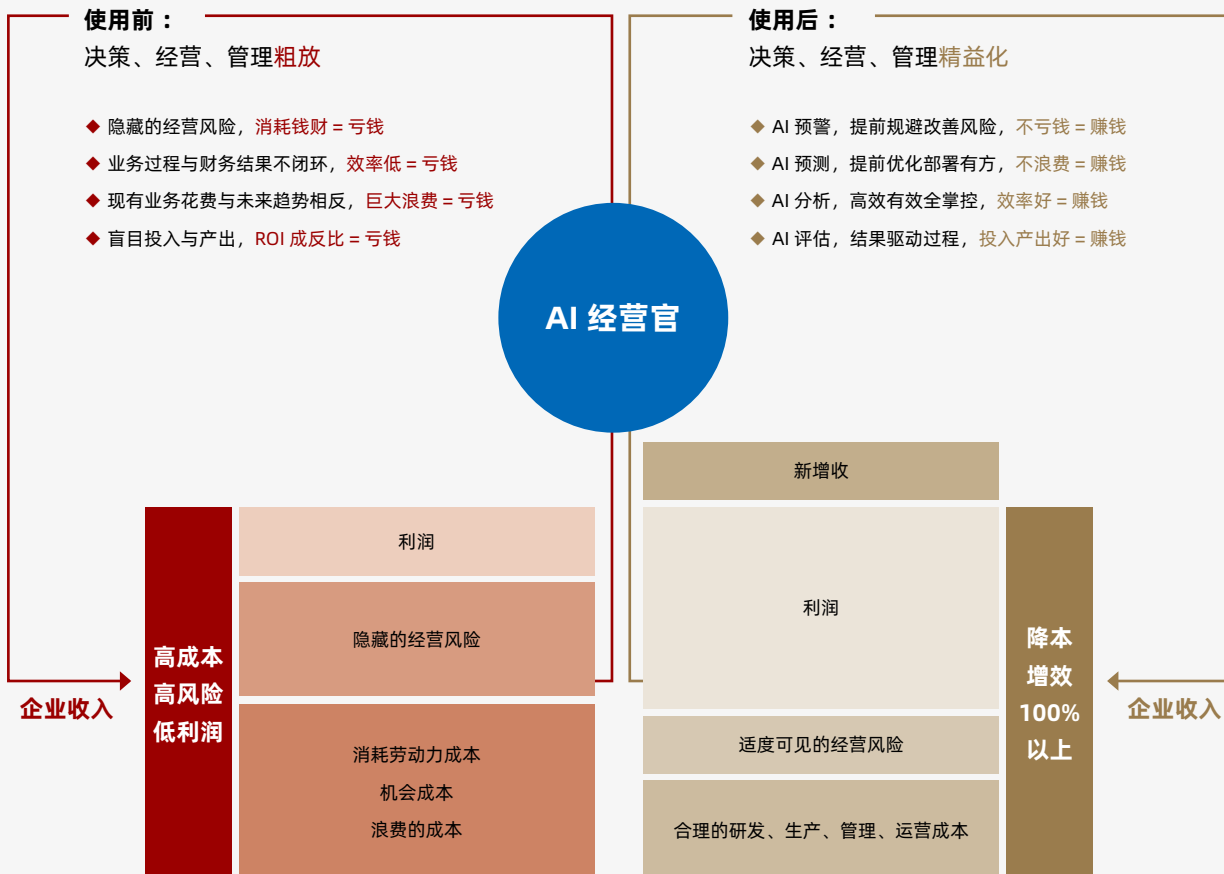 使用前：
决策、经营、管理粗放
◆ 隐藏的经营风险，消耗钱财 = 亏钱
◆ 业务过程与财务结果不闭环，效率低 = 亏钱
◆ 现有业务花费与未来趋势相反，巨大浪费 = 亏钱
◆ 盲目投入与产出，ROI 成反比 = 亏钱
使用后：
决策、经营、管理精益化
◆ AI 预警，提前规避改善风险，不亏钱 = 赚钱
◆ AI 预测，提前优化部署有方，不浪费 = 赚钱
◆ AI 分析，高效有效全掌控，效率好 = 赚钱
◆ AI 评估，结果驱动过程，投入产出好 = 赚钱
AI 经营官
企业收入
高成本
高风险
低利润
利润
隐藏的经营风险
消耗劳动力成本
机会成本
浪费的成本
新增收
利润
适度可见的经营风险
合理的研发、生产、管理、运营成本
降本
增效
100%
以上
企业收入